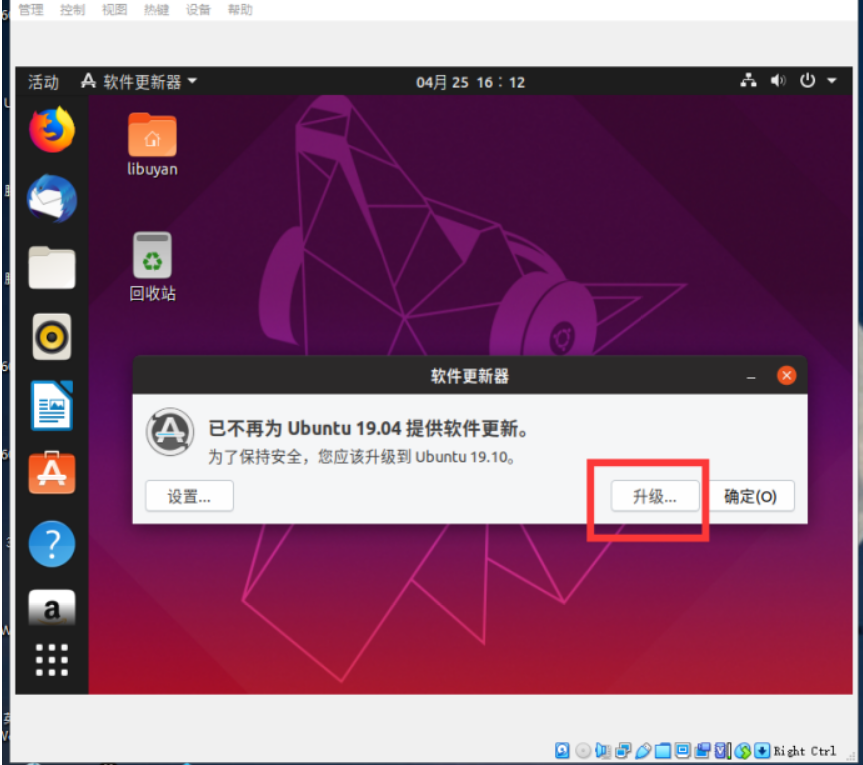 管理 控制 视图 热键 设备 帮助
活动 软件更新器 04月 25 16：12
libuyan
回收站
软件更新器
已不再为 Ubuntu 19.04 提供软件更新。
为了保持安全，您应该升级到 Ubuntu 19.10。
设置... 升级... 确定(O)
a
Right Ctrl